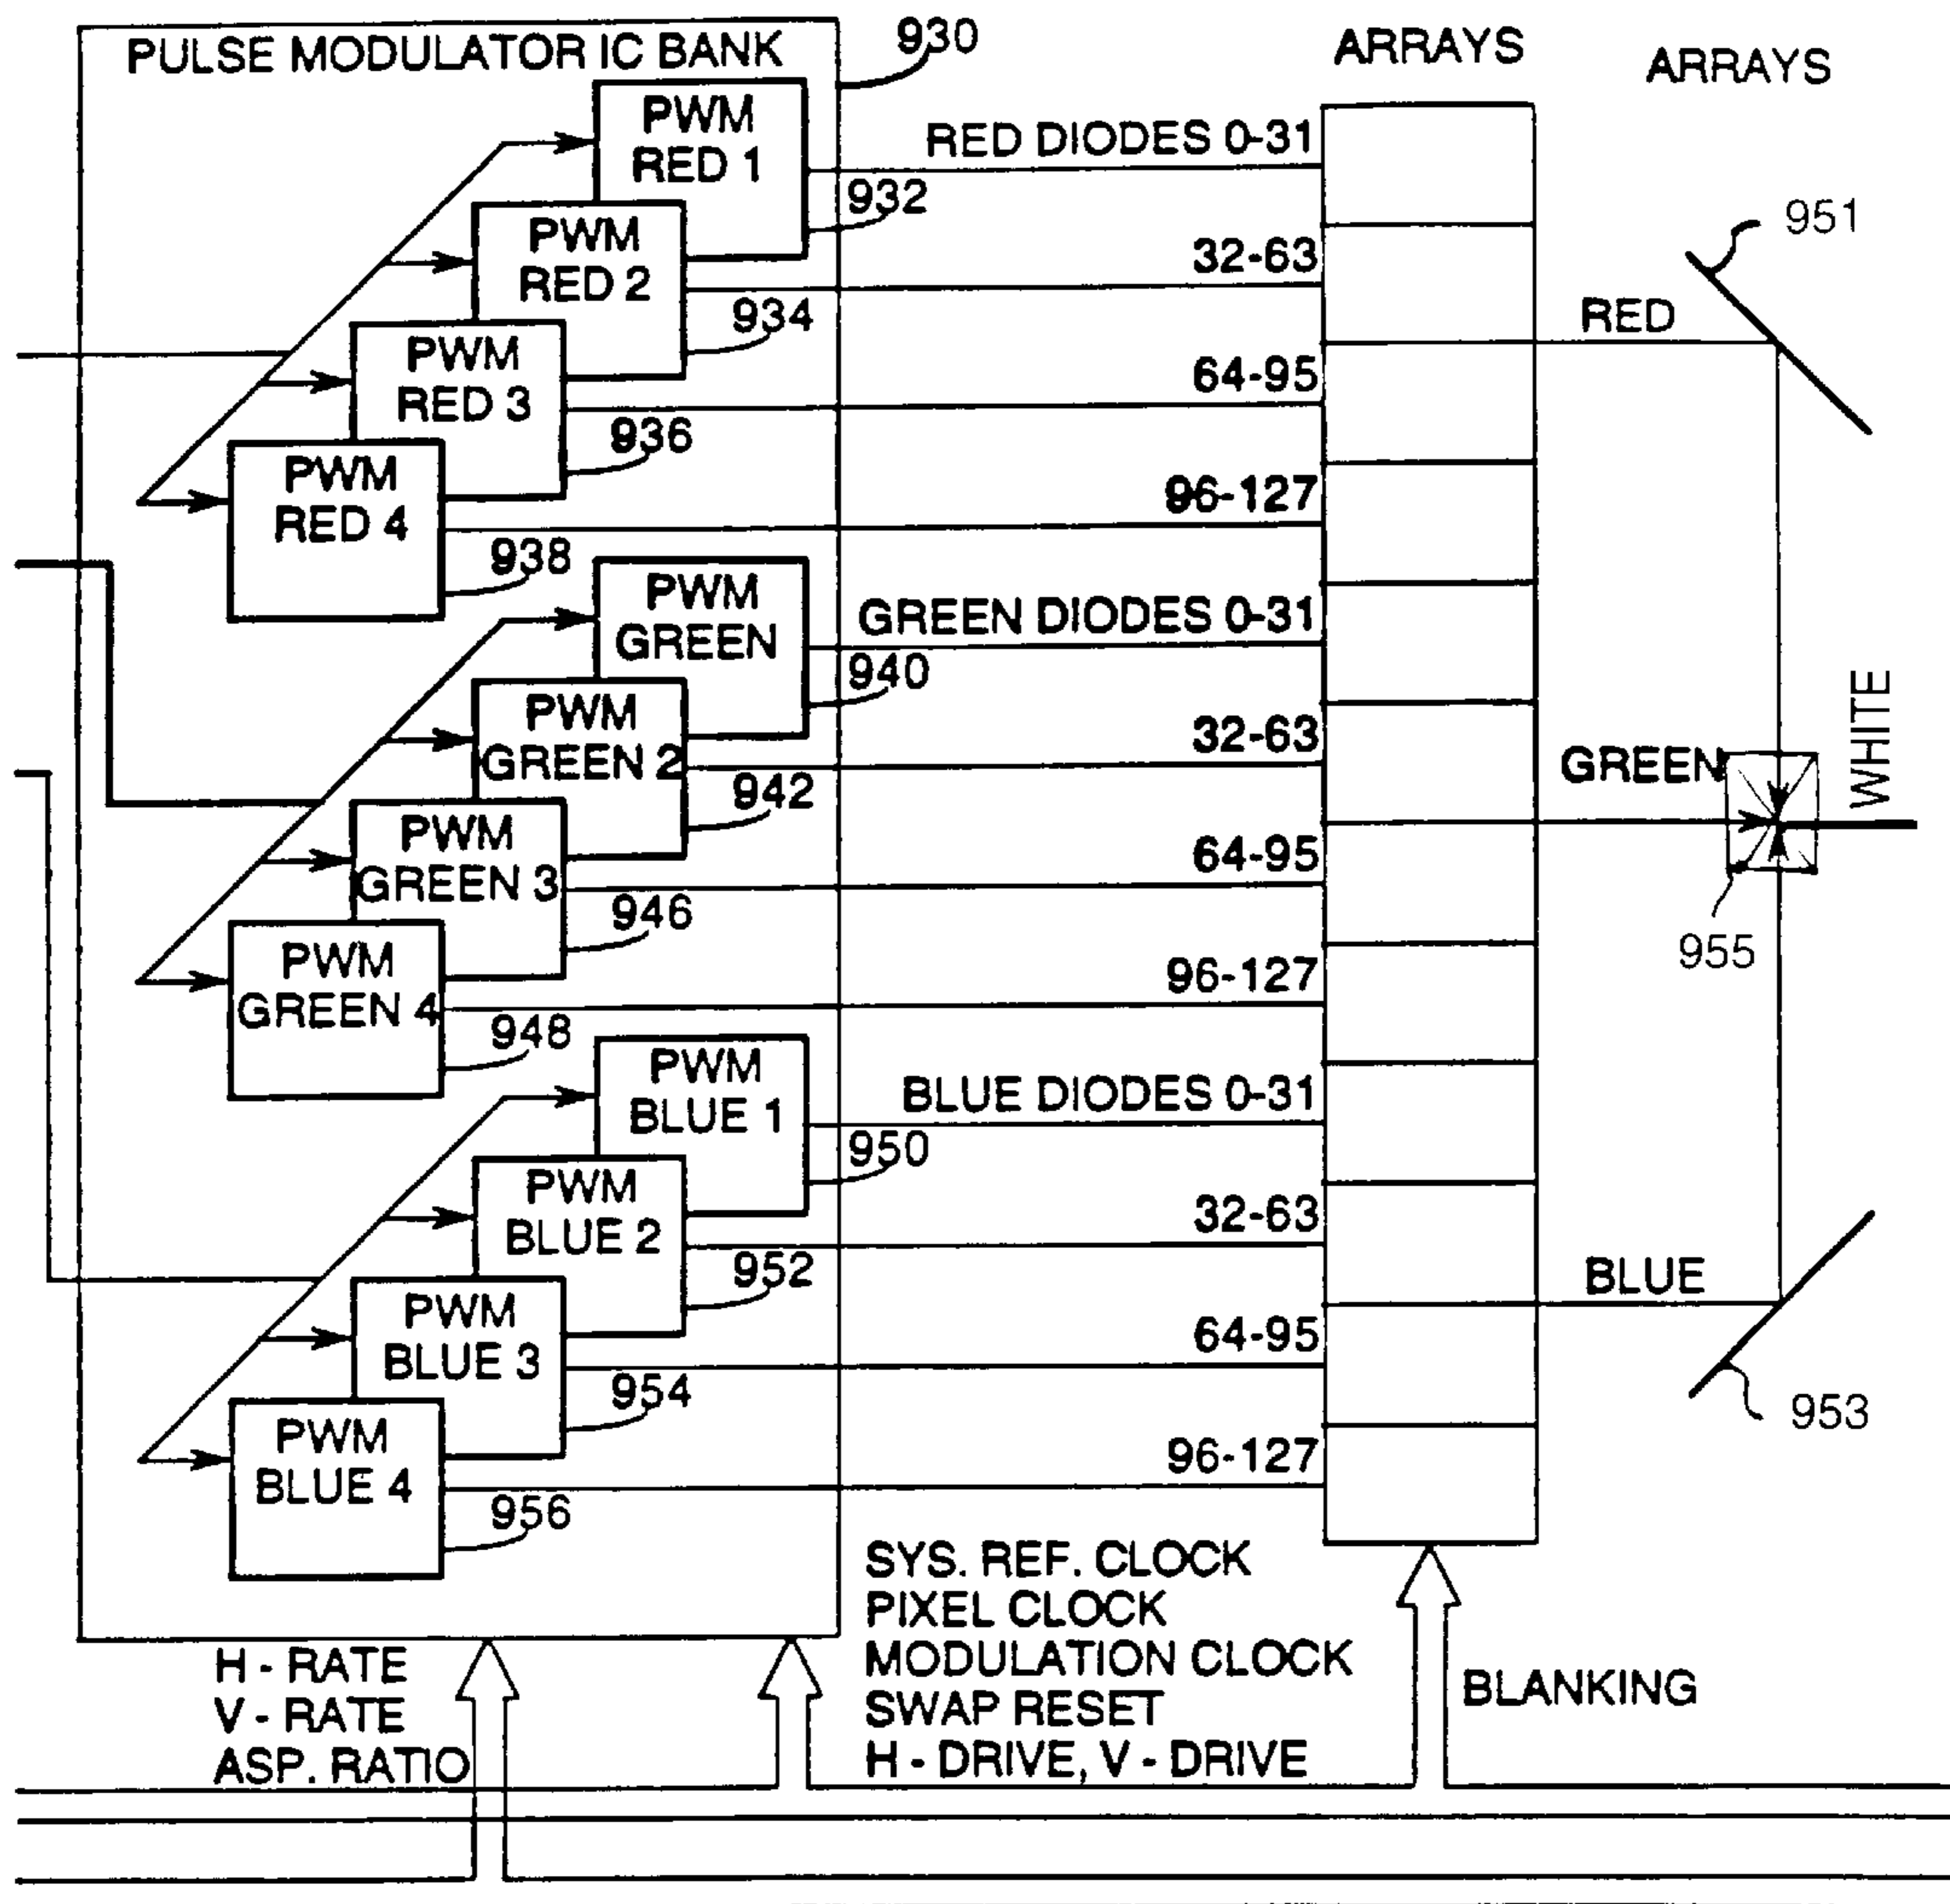 PULSE MODULATOR IC BANK
930
ARRAYS
ARRAYS
PWM
RED 1
RED DIODES 0-31
932
951
PWM
RED 2
32-63
934
RED
PWM
RED 3
64-95
936
PWM
RED 4
96-127
938
PWM
GREEN
GREEN DIODES 0-31
940
WHITE
PWM
GREEN 2
32-63
942
GREEN
PWM
GREEN 3
64-95
946
955
PWM
GREEN 4
96-127
948
PWM
BLUE 1
BLUE DIODES 0-31
950
PWM
BLUE 2
32-63
952
BLUE
PWM
BLUE 3
64-95
954
953
PWM
BLUE 4
96-127
956
SYS. REF. CLOCK
PIXEL CLOCK
MODULATION CLOCK
SWAP RESET
H - DRIVE, V - DRIVE
H - RATE
V - RATE
ASP. RATIO
BLANKING